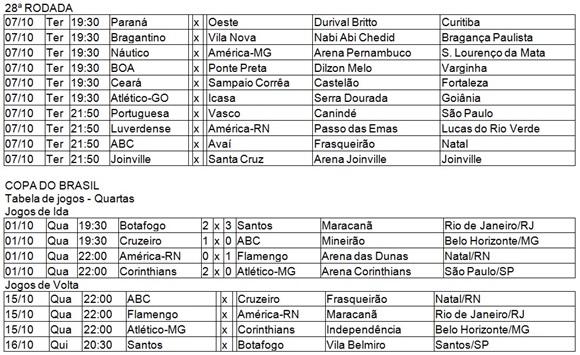 28ª RODADA
07/10 Ter 19:30 Paraná x Oeste Durival Britto Curitiba
07/10 Ter 19:30 Bragantino x Vila Nova Nabi Abi Chedid Bragança Paulista
07/10 Ter 19:30 Náutico x América-MG Arena Pernambuco S. Lourenço da Mata
07/10 Ter 19:30 BOA x Ponte Preta Dilzon Melo Varginha
07/10 Ter 19:30 Ceará x Sampaio Corrêa Castelão Fortaleza
07/10 Ter 19:30 Atlético-GO x Icasa Serra Dourada Goiânia
07/10 Ter 21:50 Portuguesa x Vasco Canindé São Paulo
07/10 Ter 21:50 Luverdense x América-RN Passo das Emas Lucas do Rio Verde
07/10 Ter 21:50 ABC x Avaí Frasqueirão Natal
07/10 Ter 21:50 Joinville x Santa Cruz Arena Joinville Joinville
COPA DO BRASIL
Tabela de jogos - Quartas
Jogos de Ida
01/10 Qua 19:30 Botafogo 2 x 3 Santos Maracanã Rio de Janeiro/RJ
01/10 Qua 19:30 Cruzeiro 1 x 0 ABC Mineirão Belo Horizonte/MG
01/10 Qua 22:00 América-RN 0 x 1 Flamengo Arena das Dunas Natal/RN
01/10 Qua 22:00 Corinthians 2 x 0 Atlético-MG Arena Corinthians São Paulo/SP
Jogos de Volta
15/10 Qua 22:00 ABC x Cruzeiro Frasqueirão Natal/RN
15/10 Qua 22:00 Flamengo x América-RN Maracanã Rio de Janeiro/RJ
15/10 Qua 22:00 Atlético-MG x Corinthians Independência Belo Horizonte/MG
16/10 Qui 20:30 Santos x Botafogo Vila Belmiro Santos/SP